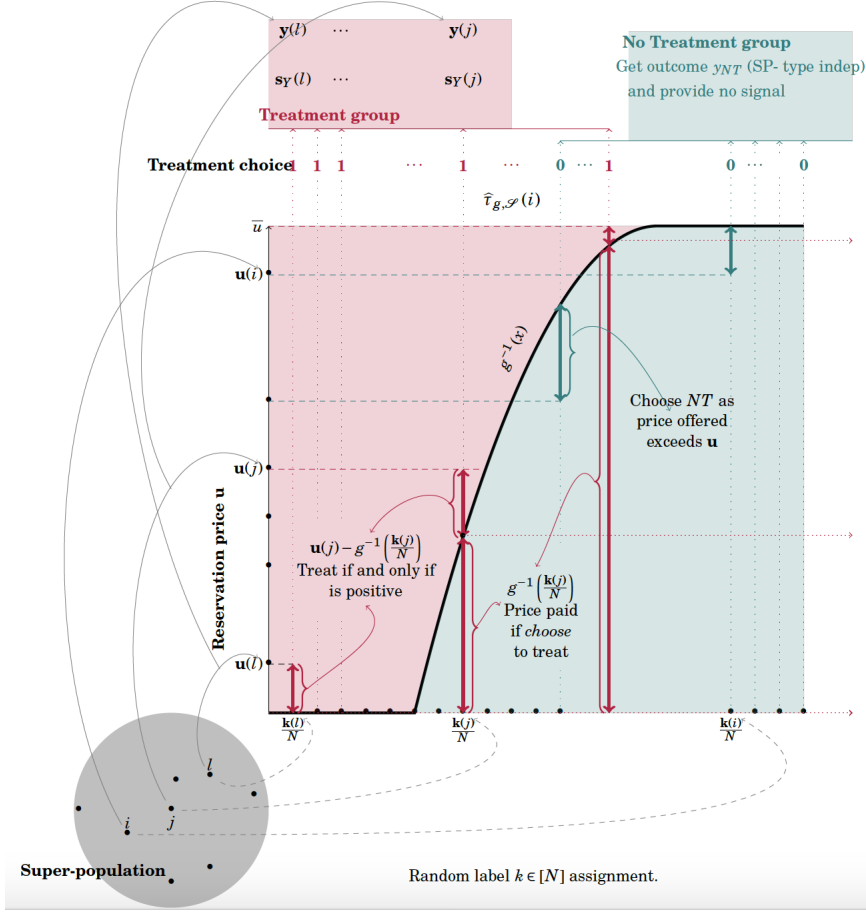 y(l) ⋯ y(j)
s_Y(l) ⋯ s_Y(j)
Treatment group
No Treatment group
Get outcome y_{NT} (SP- type indep)
and provide no signal
Treatment choice 1 1 1 ⋯ 1 ⋯ 0 ⋯ 1 0 ⋯ 0
τ̂_{g,𝒮}(i)
u̅
u(i)
g^{-1}(x)
Choose NT as
price offered
exceeds u
u(j)
Reservation price u
u(j) − g^{-1}(k(j)/N)
Treat if and only if
is positive
g^{-1}(k(j)/N)
Price paid
if choose
to treat
u(l)
k(l)/N k(j)/N k(i)/N
l
i
j
Super-population
Random label k ∈ [N] assignment.